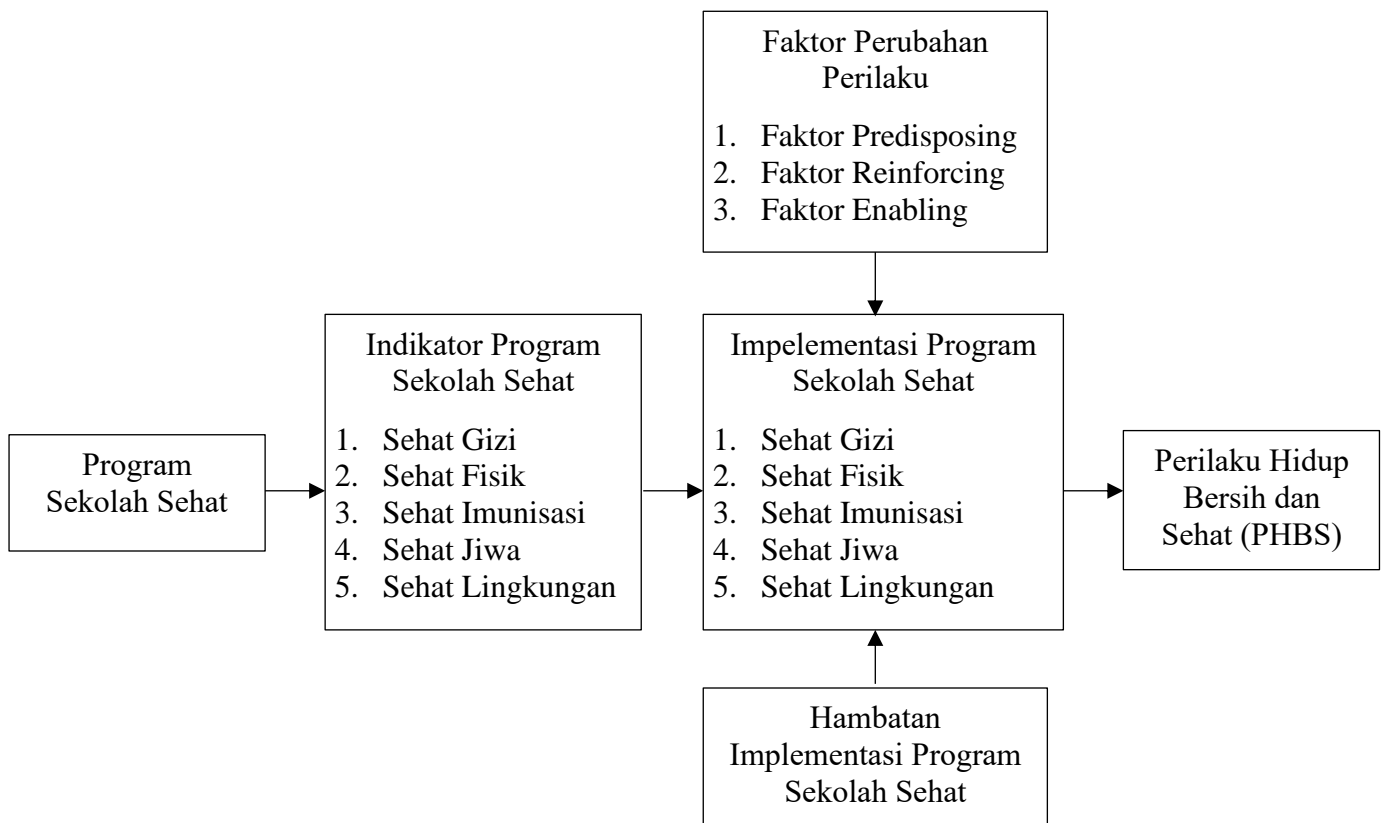 Faktor Perubahan
Perilaku
1. Faktor Predisposing
2. Faktor Reinforcing
3. Faktor Enabling
Program
Sekolah Sehat
Indikator Program
Sekolah Sehat
1. Sehat Gizi
2. Sehat Fisik
3. Sehat Imunisasi
4. Sehat Jiwa
5. Sehat Lingkungan
Impelementasi Program
Sekolah Sehat
1. Sehat Gizi
2. Sehat Fisik
3. Sehat Imunisasi
4. Sehat Jiwa
5. Sehat Lingkungan
Perilaku Hidup
Bersih dan
Sehat (PHBS)
Hambatan
Implementasi Program
Sekolah Sehat